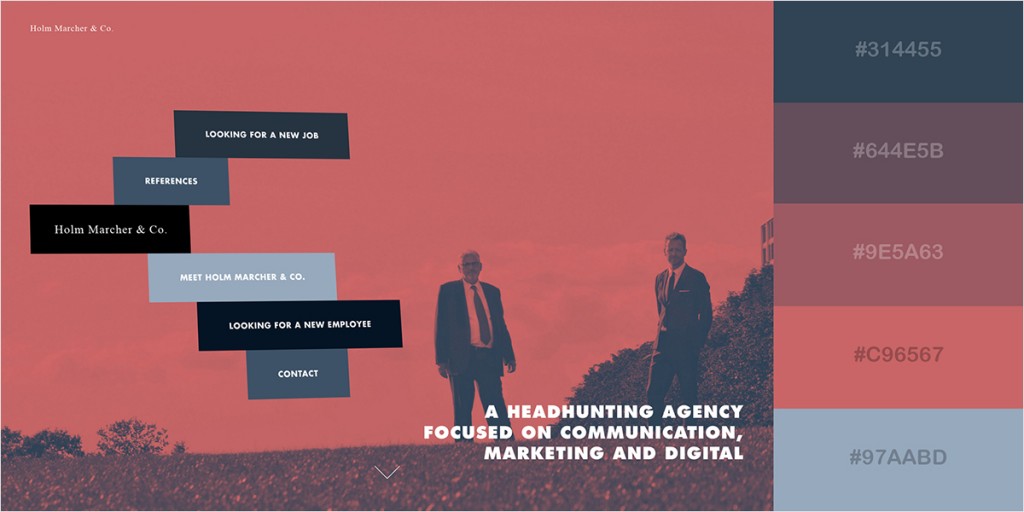 Holm Marcher & Co.
LOOKING FOR A NEW JOB
REFERENCES
Holm Marcher & Co.
MEET HOLM MARCHER & CO.
LOOKING FOR A NEW EMPLOYEE
CONTACT
A HEADHUNTING AGENCY
FOCUSED ON COMMUNICATION,
MARKETING AND DIGITAL
#314455
#644E5B
#9E5A63
#C96567
#97AABD